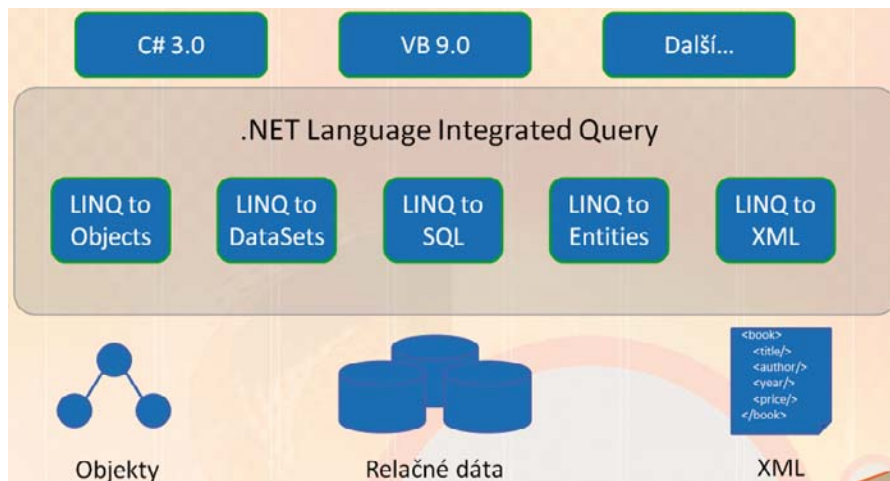 C# 3.0
VB 9.0
Další...
.NET Language Integrated Query
LINQ to
Objects
LINQ to
DataSets
LINQ to
SQL
LINQ to
Entities
LINQ to
XML
<book>
<title/>
<author/>
<year/>
<price/>
</book>
Objekty
Relačné dáta
XML